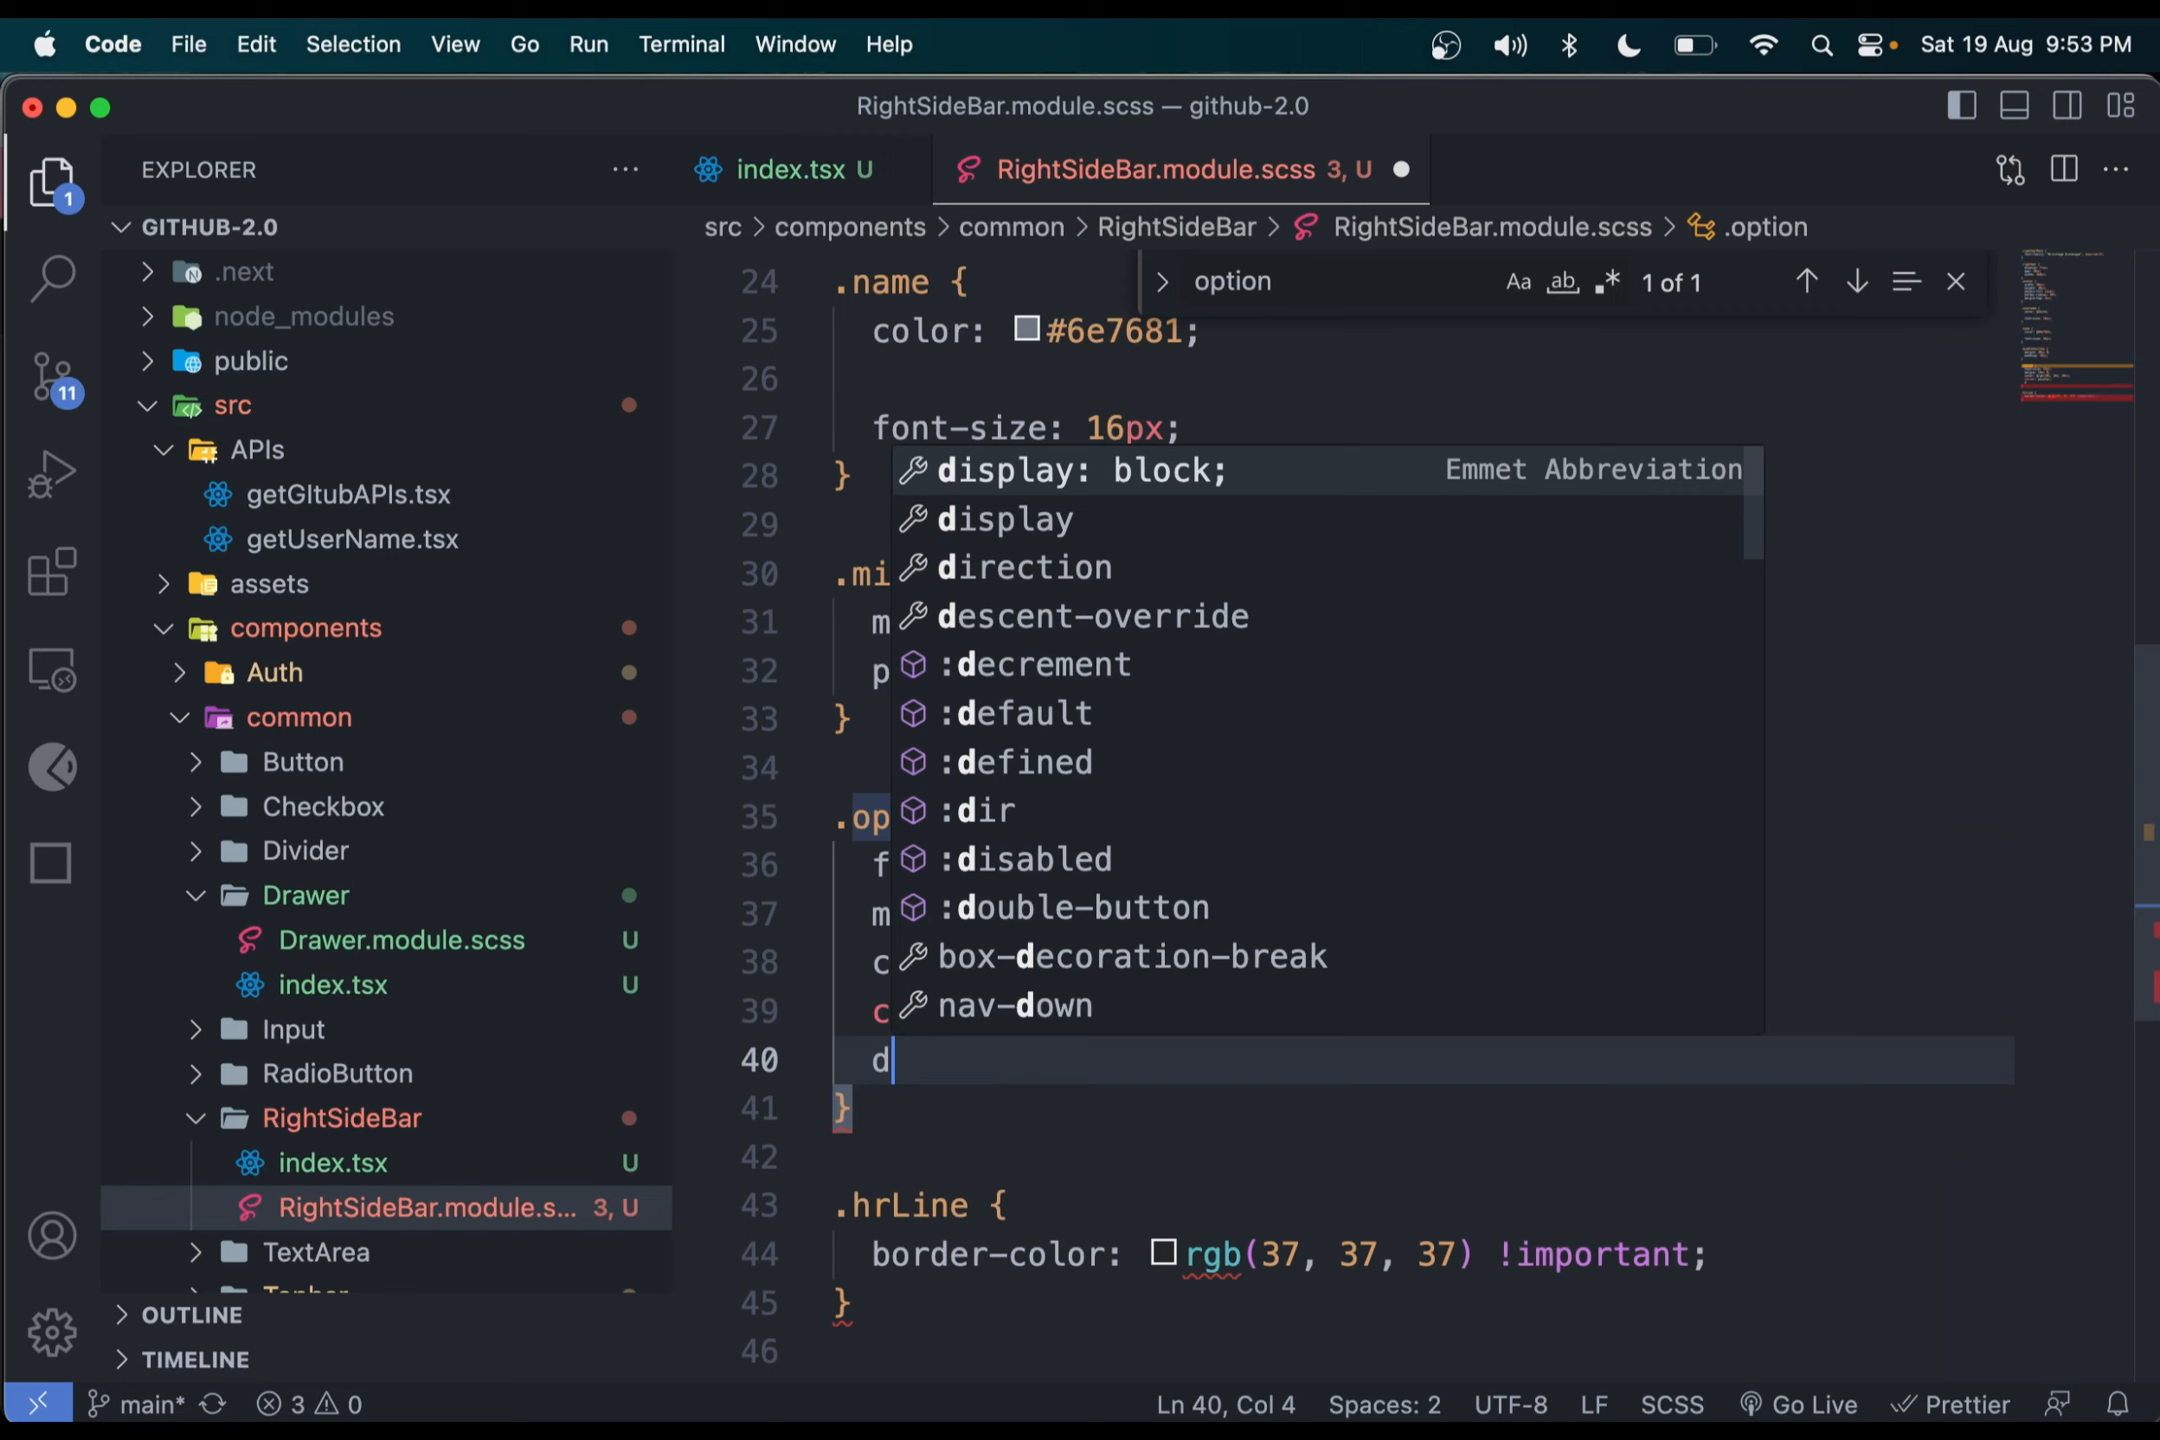 Code File Edit Selection View Go Run Terminal Window Help Sat 19 Aug 9:53 PM
RightSideBar.module.scss — github-2.0
EXPLORER
index.tsx U
RightSideBar.module.scss 3, U
1
GITHUB-2.0
src > components > common > RightSideBar > RightSideBar.module.scss > .option
.next
node_modules
public
src
APIs
getGItubAPIs.tsx
getUserName.tsx
assets
components
Auth
common
Button
Checkbox
Divider
Drawer
Drawer.module.scss U
index.tsx U
Input
RadioButton
RightSideBar
index.tsx U
RightSideBar.module.s... 3, U
TextArea
OUTLINE
TIMELINE
11
option Aa ab 1 of 1
24 .name {
25 color: #6e7681;
26
27 font-size: 16px;
28 }
29
30 .mi
31 m
32 p
33 }
34
35 .op
36 f
37 m
38 c
39 c
40 d
41 }
42
43 .hrLine {
44 border-color: rgb(37, 37, 37) !important;
45 }
46
display: block; Emmet Abbreviation
display
direction
descent-override
:decrement
:default
:defined
:dir
:disabled
:double-button
box-decoration-break
nav-down
main* 3 0 Ln 40, Col 4 Spaces: 2 UTF-8 LF SCSS Go Live Prettier